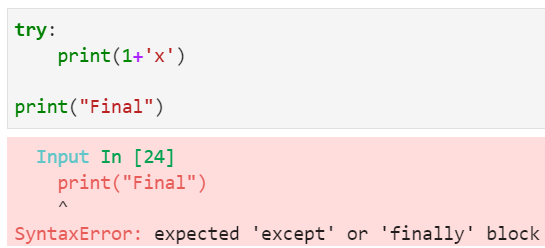 try:
    print(1+'x')
print("Final")
Input In [24]
print("Final")
^
SyntaxError: expected 'except' or 'finally' block